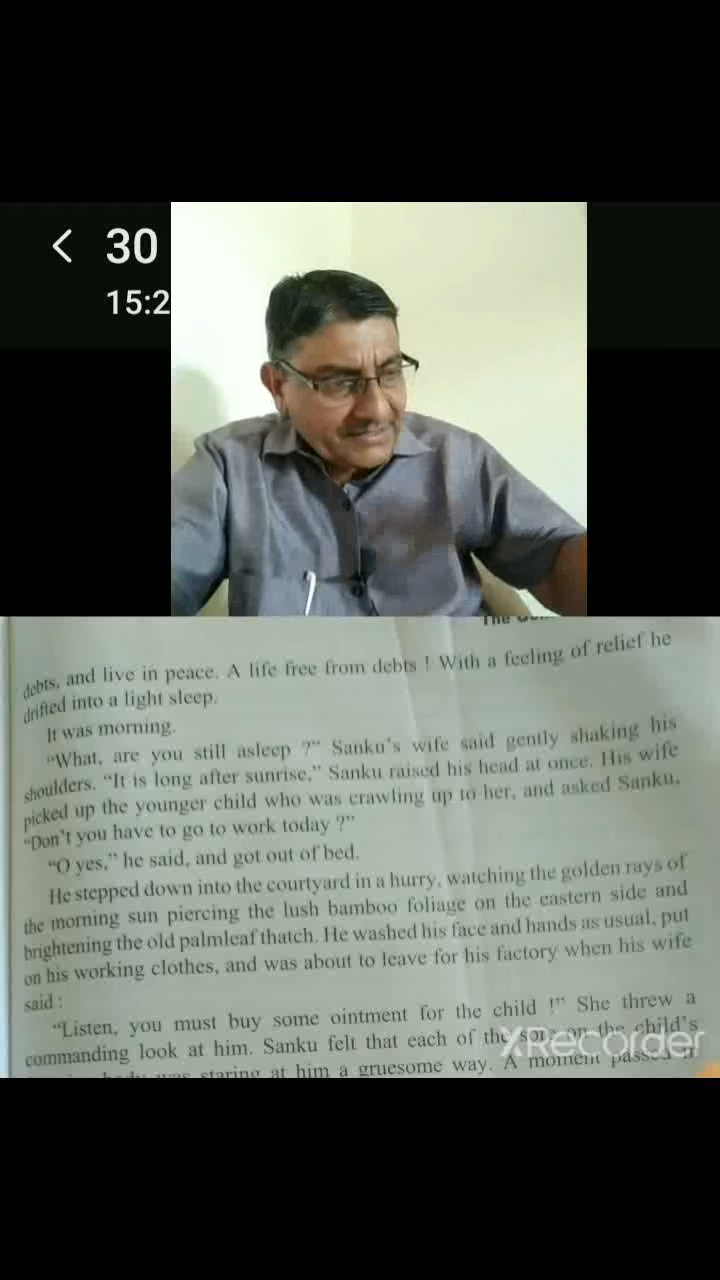 30
15:2
debts, and live in peace. A life free from debts ! With a feeling of relief he
drifted into a light sleep.
It was morning.
"What, are you still asleep ?" Sanku's wife said gently shaking his
shoulders. "It is long after sunrise," Sanku raised his head at once. His wife
picked up the younger child who was crawling up to her, and asked Sanku,
"Don't you have to go to work today ?"
"O yes," he said, and got out of bed.
He stepped down into the courtyard in a hurry, watching the golden rays of
the morning sun piercing the lush bamboo foliage on the eastern side and
brightening the old palmleaf thatch. He washed his face and hands as usual, put
on his working clothes, and was about to leave for his factory when his wife
said :
"Listen, you must buy some ointment for the child !" She threw a
commanding look at him. Sanku felt that each of the on the child's
XRecorder
was staring at him a gruesome way. A moment passed